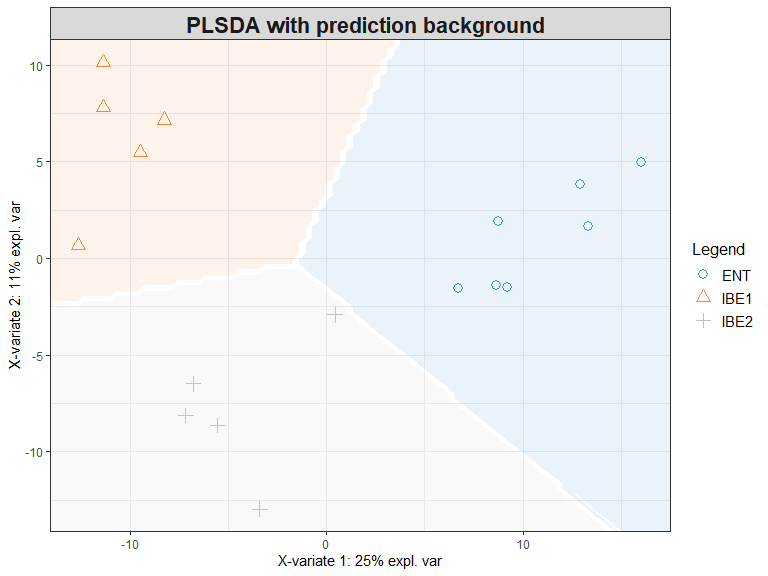 PLSDA with prediction background
10
5
0
-5
-10
X-variate 2: 11% expl. var
-10
0
10
X-variate 1: 25% expl. var
Legend
ENT
IBE1
IBE2